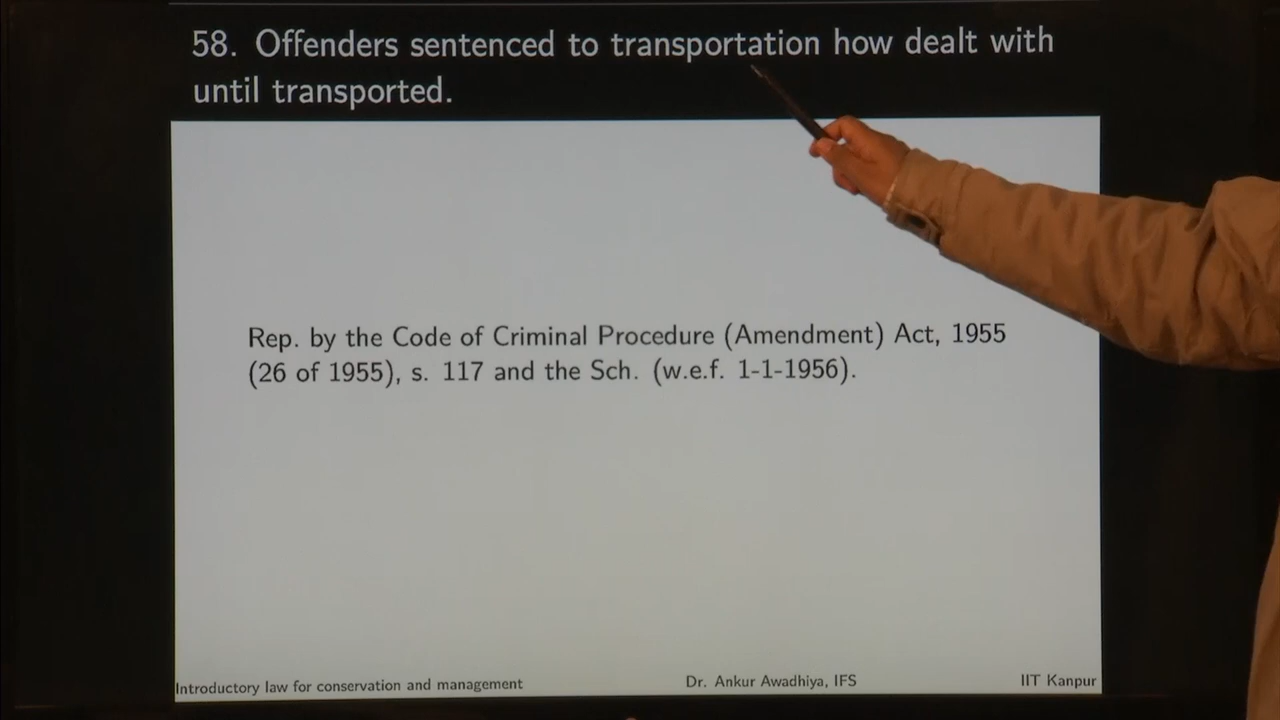 58. Offenders sentenced to transportation how dealt with
until transported.
Rep. by the Code of Criminal Procedure (Amendment) Act, 1955
(26 of 1955), s. 117 and the Sch. (w.e.f. 1-1-1956).
Introductory law for conservation and management Dr. Ankur Awadhiya, IFS IIT Kanpur